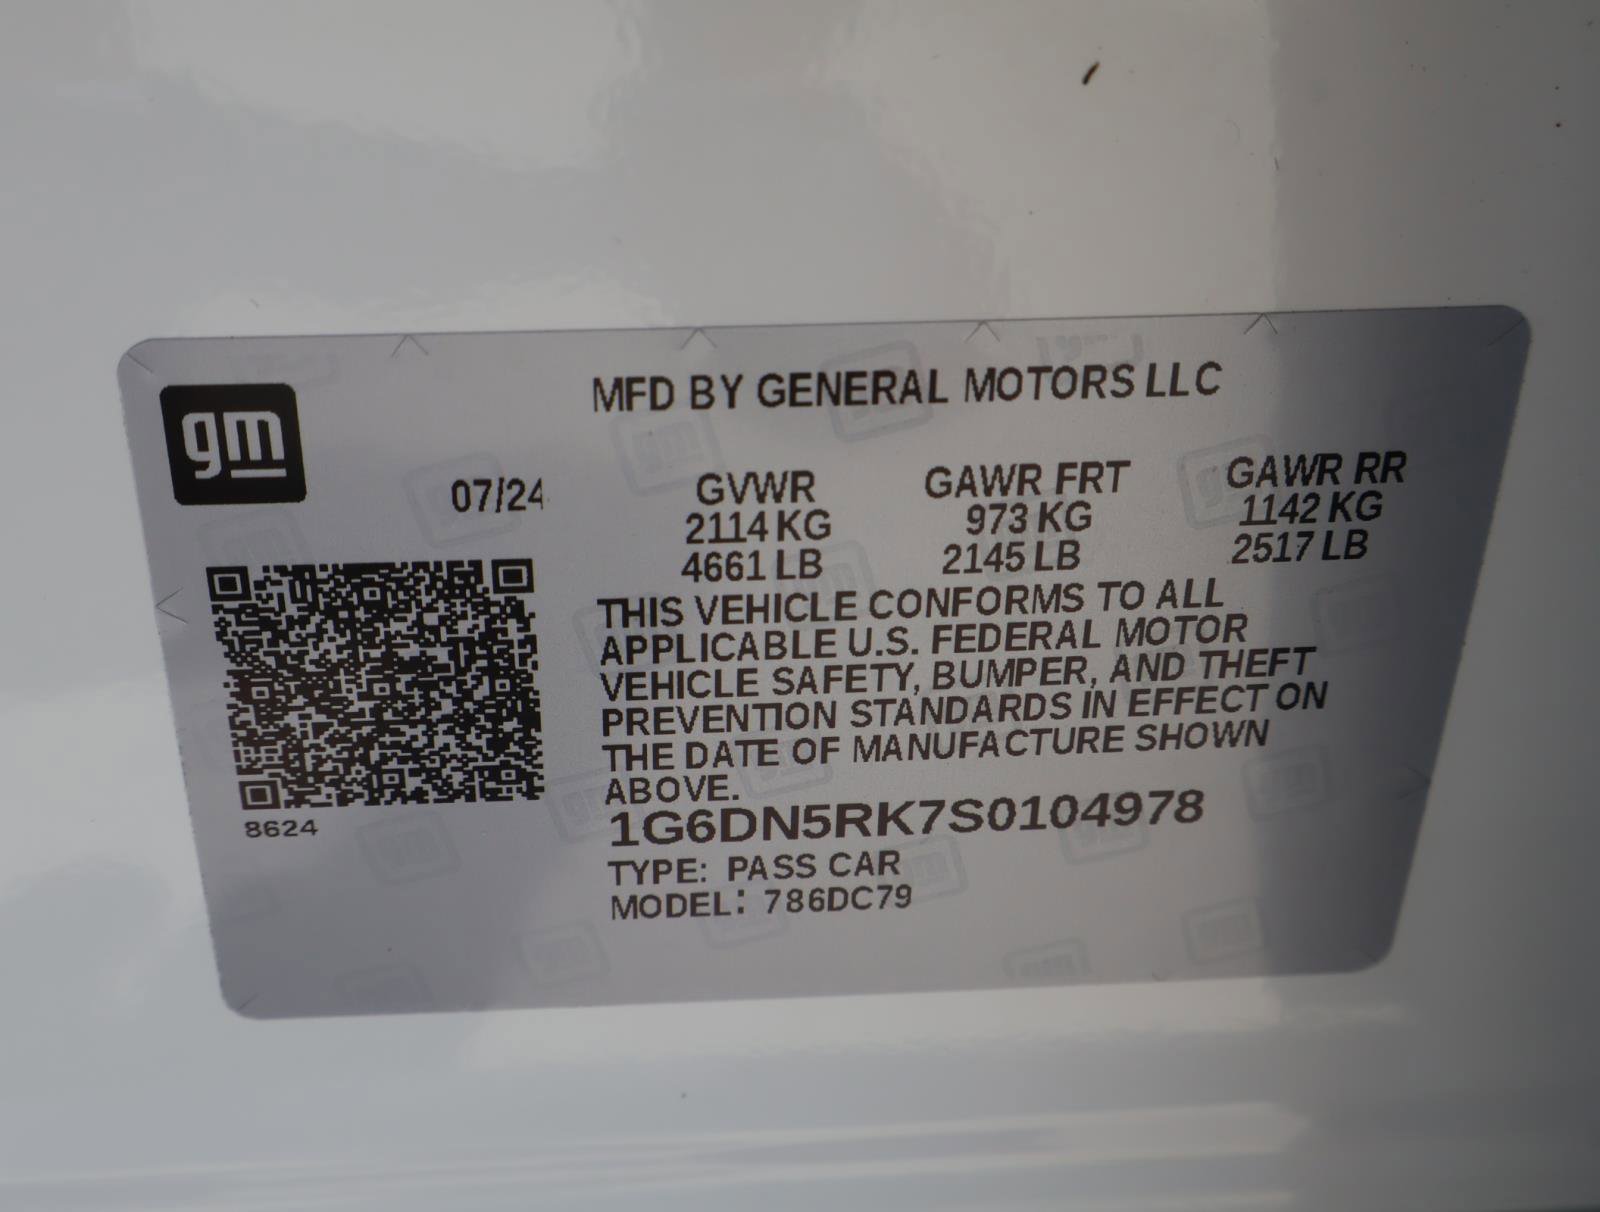 gm
MFD BY GENERAL MOTORS LLC
07/24
GVWR GAWR FRT GAWR RR
2114 KG 973 KG 1142 KG
4661 LB 2145 LB 2517 LB
THIS VEHICLE CONFORMS TO ALL
APPLICABLE U.S. FEDERAL MOTOR
VEHICLE SAFETY, BUMPER, AND THEFT
PREVENTION STANDARDS IN EFFECT ON
THE DATE OF MANUFACTURE SHOWN
ABOVE.
8624
1G6DN5RK7S0104978
TYPE: PASS CAR
MODEL: 786DC79